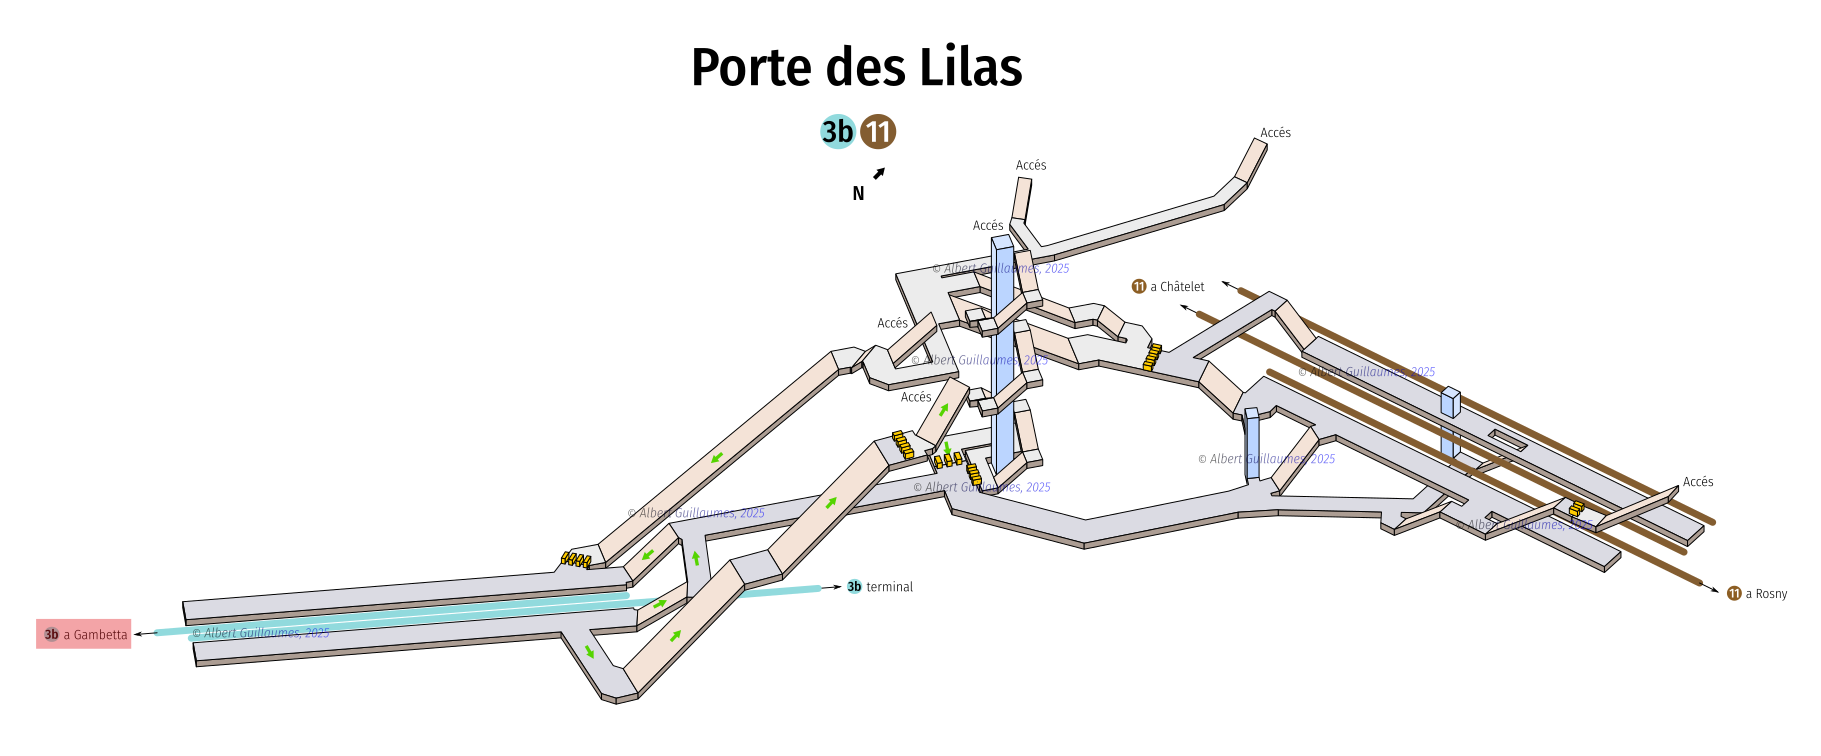 Porte des Lilas
3b 11
N
Accés
Accés
Accés
© Albert Guillaumes, 2025
11 a Châtelet
Accés
© Albert Guillaumes, 2025
© Albert Guillaumes, 2025
Accés
© Albert Guillaumes, 2025
Accés
© Albert Guillaumes, 2025
© Albert Guillaumes, 2025
© Albert Guillaumes, 2025
3b terminal
11 a Rosny
3b a Gambetta
© Albert Guillaumes, 2025